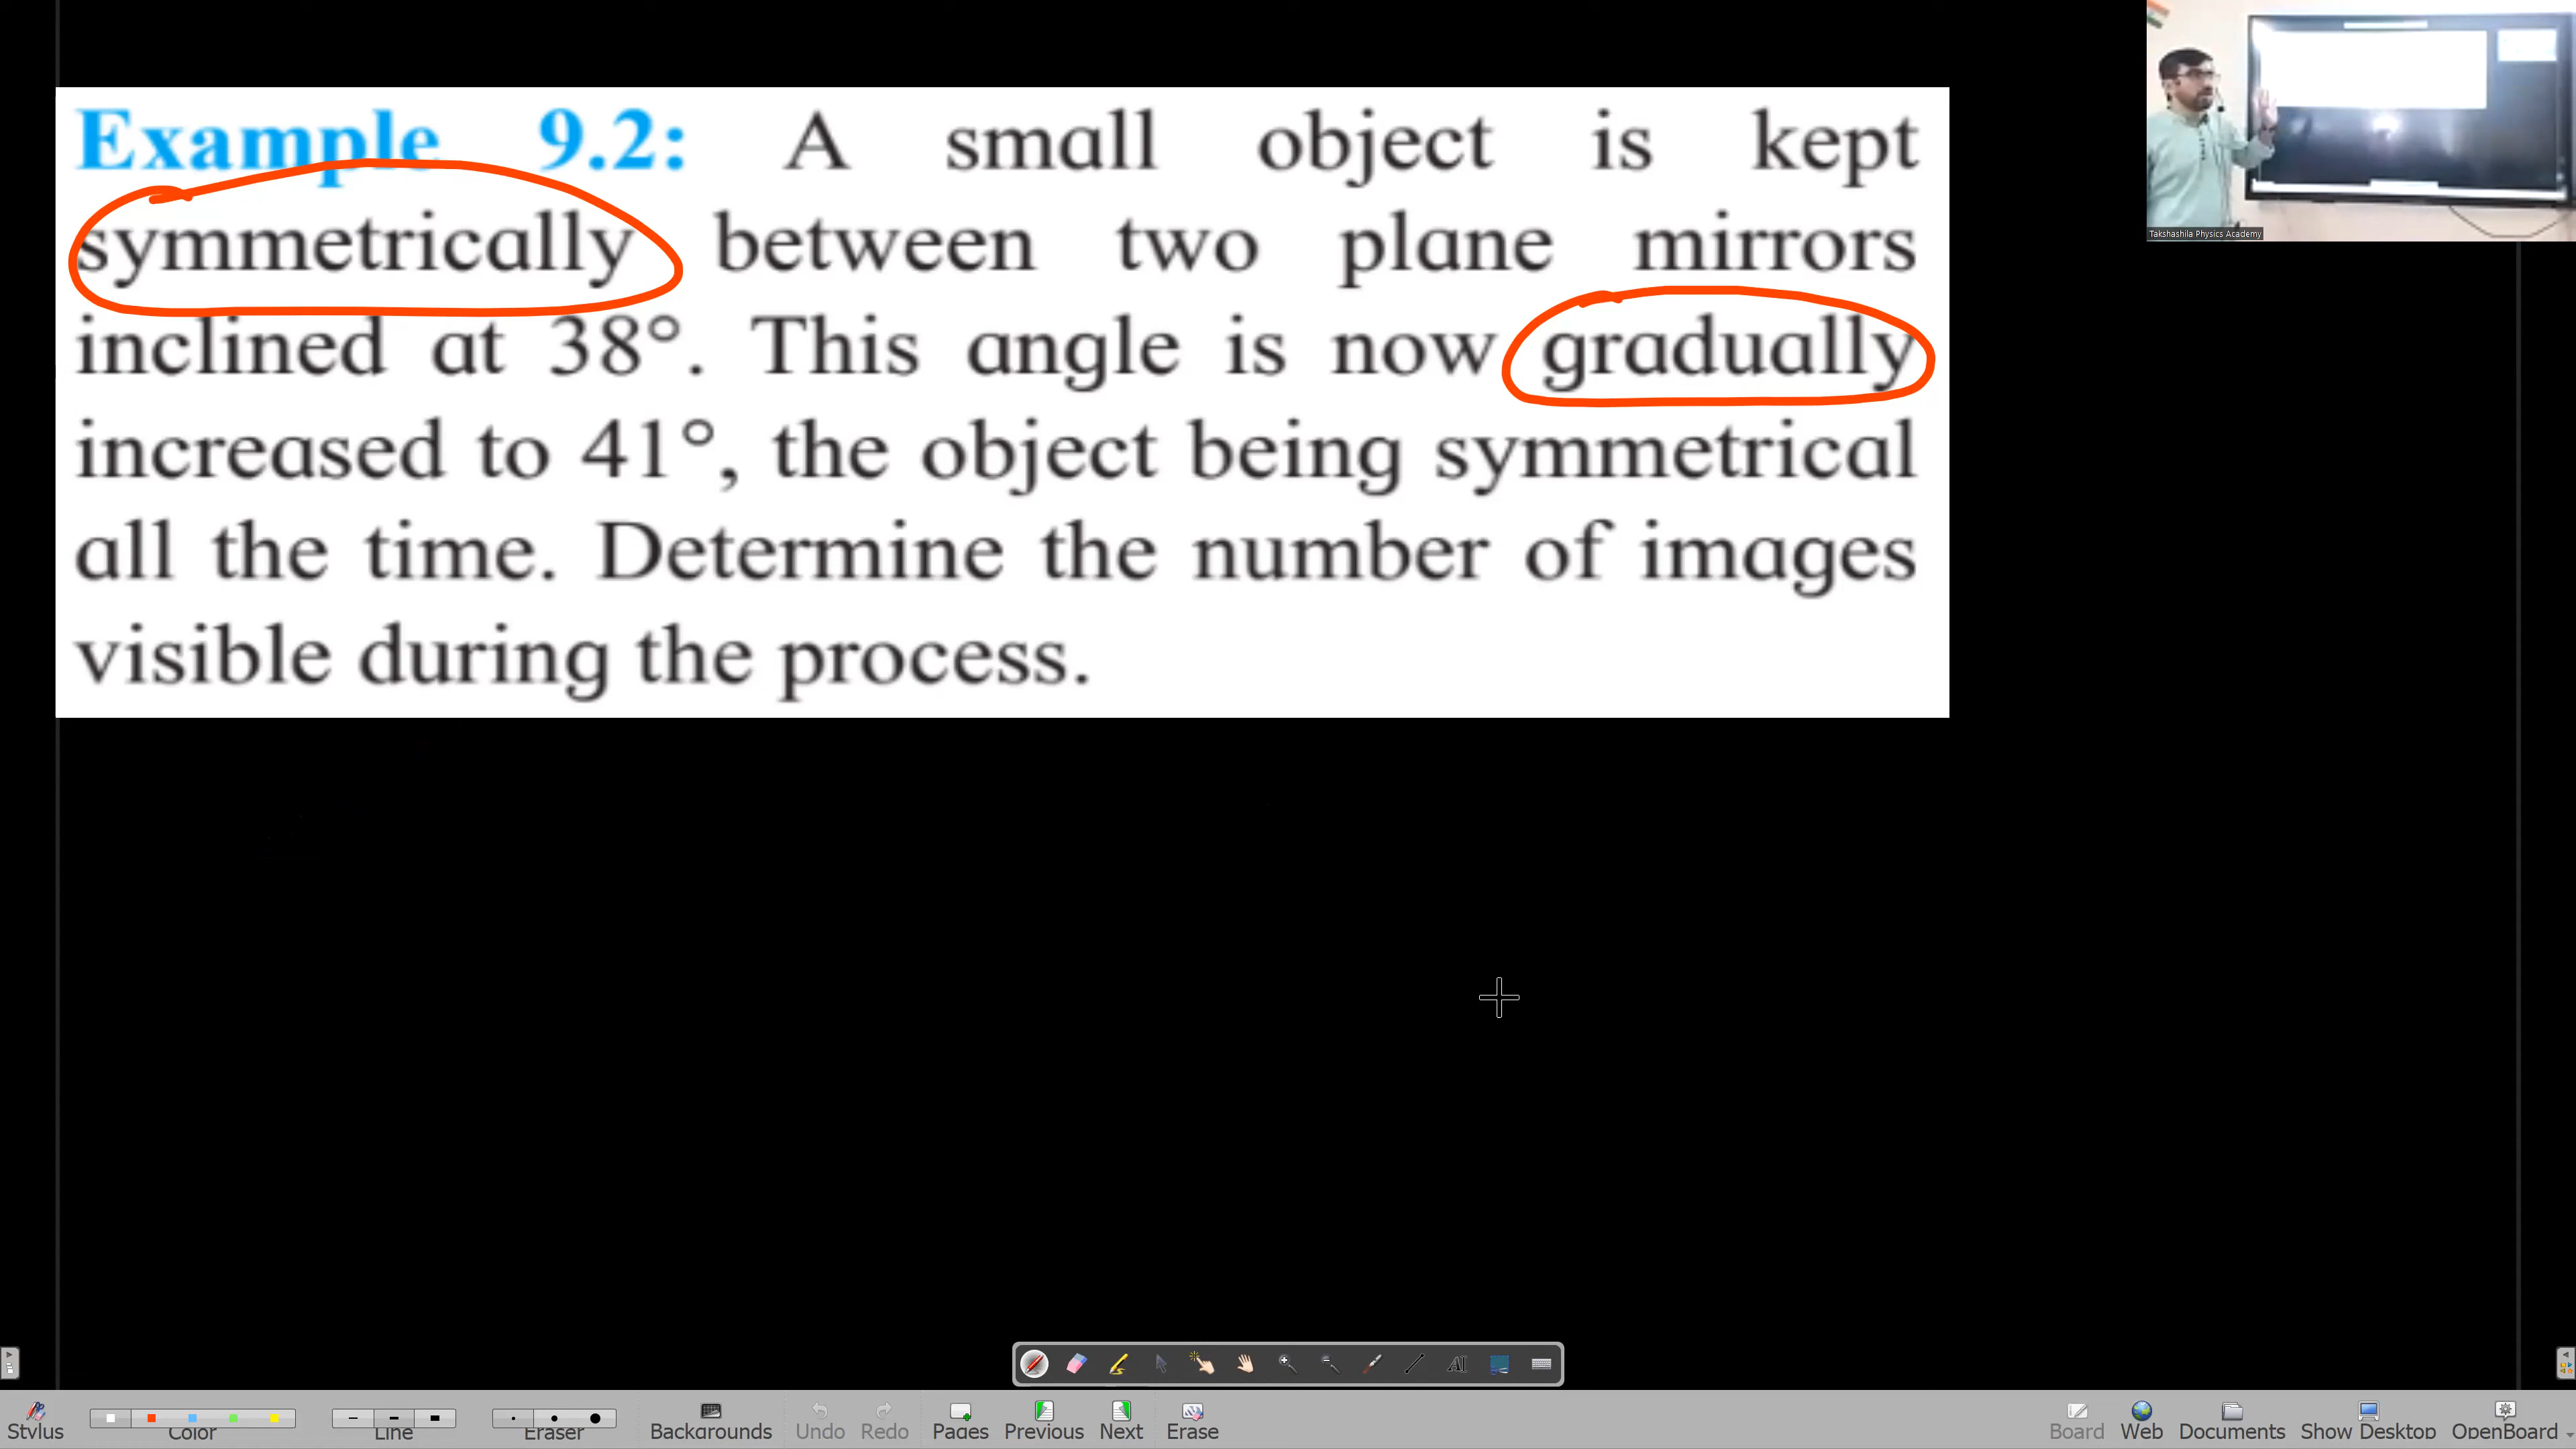 Example 9.2: A small object is kept
symmetrically between two plane mirrors
inclined at 38°. This angle is now gradually
increased to 41°, the object being symmetrical
all the time. Determine the number of images
visible during the process.
Takshashila Physics Academy
Stylus Color Line Eraser Backgrounds Undo Redo Pages Previous Next Erase Board Web Documents Show Desktop OpenBoard